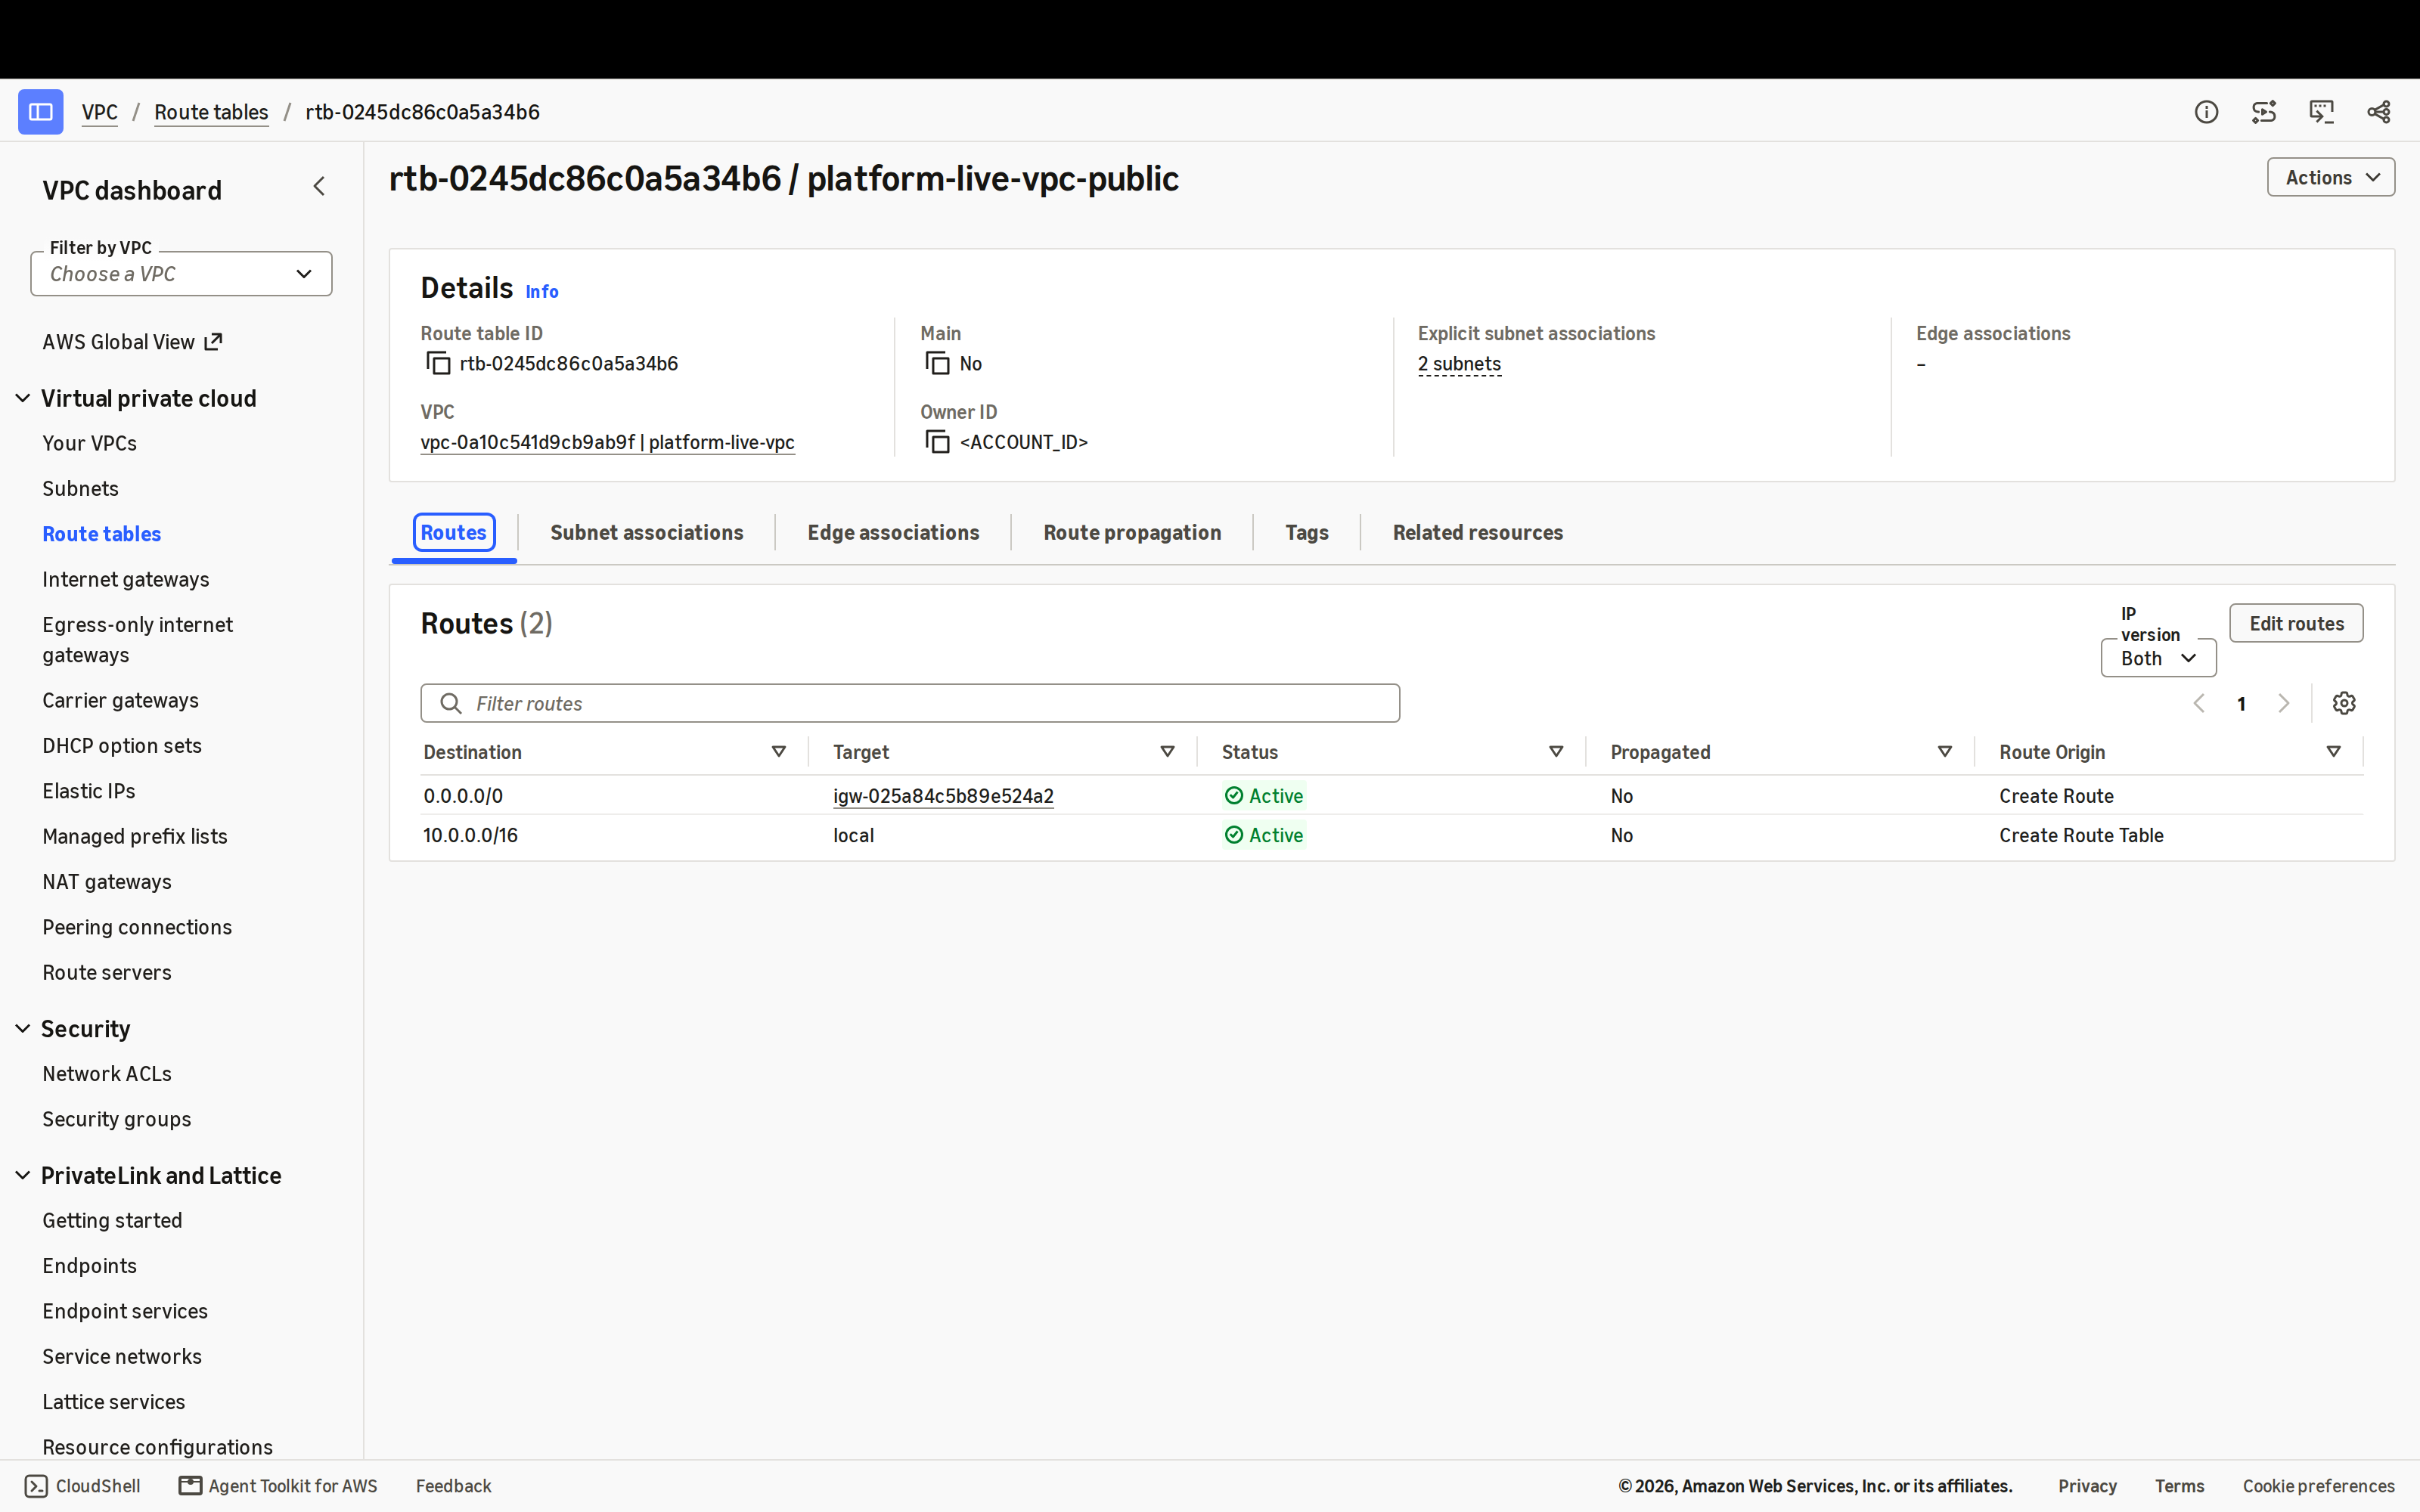 VPC / Route tables / rtb-0245dc86c0a5a34b6
VPC dashboard
Filter by VPC
Choose a VPC
AWS Global View
Virtual private cloud
Your VPCs
Subnets
Route tables
Internet gateways
Egress-only internet
gateways
Carrier gateways
DHCP option sets
Elastic IPs
Managed prefix lists
NAT gateways
Peering connections
Route servers
Security
Network ACLs
Security groups
PrivateLink and Lattice
Getting started
Endpoints
Endpoint services
Service networks
Lattice services
Resource configurations
rtb-0245dc86c0a5a34b6 / platform-live-vpc-public
Actions
Details Info
Route table ID
rtb-0245dc86c0a5a34b6
VPC
vpc-0a10c541d9cb9ab9f | platform-live-vpc
Main
No
Owner ID
<ACCOUNT_ID>
Explicit subnet associations
2 subnets
Edge associations
–
Routes Subnet associations Edge associations Route propagation Tags Related resources
Routes (2)
IP
version
Both
Edit routes
Filter routes
1
Destination Target Status Propagated Route Origin
0.0.0.0/0 igw-025a84c5b89e524a2 Active No Create Route
10.0.0.0/16 local Active No Create Route Table
CloudShell Agent Toolkit for AWS Feedback © 2026, Amazon Web Services, Inc. or its affiliates. Privacy Terms Cookie preferences